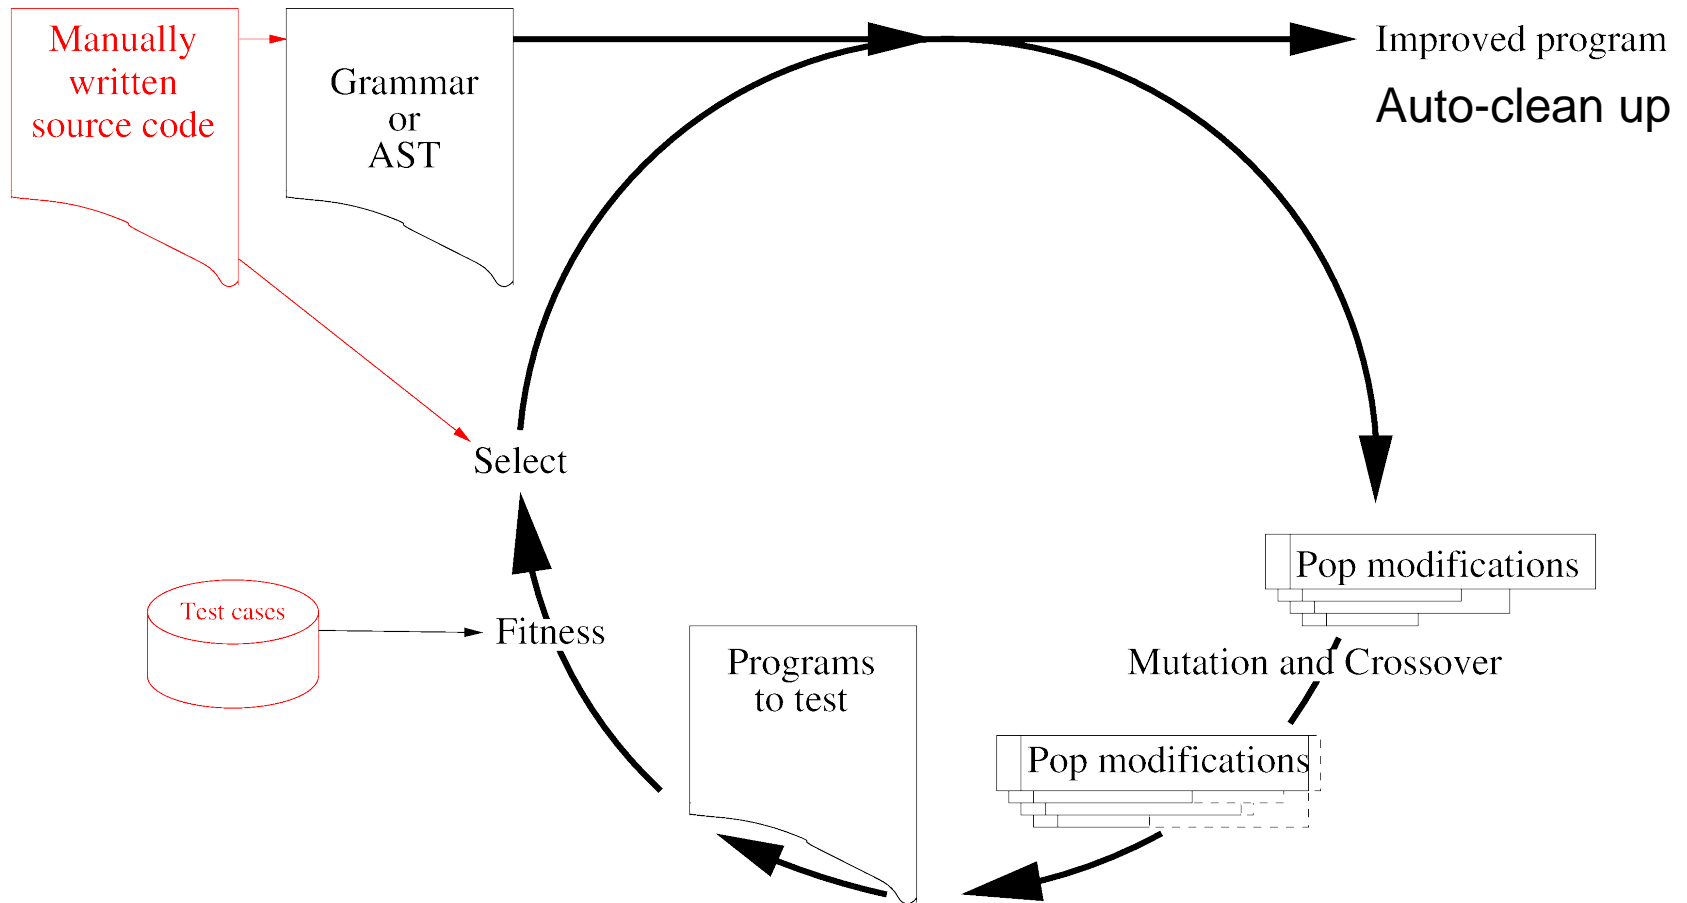 Manually
written
source code
Grammar
or
AST
Improved program
Auto-clean up
Select
Pop modifications
Test cases
Fitness
Programs
to test
Mutation and Crossover
Pop modifications